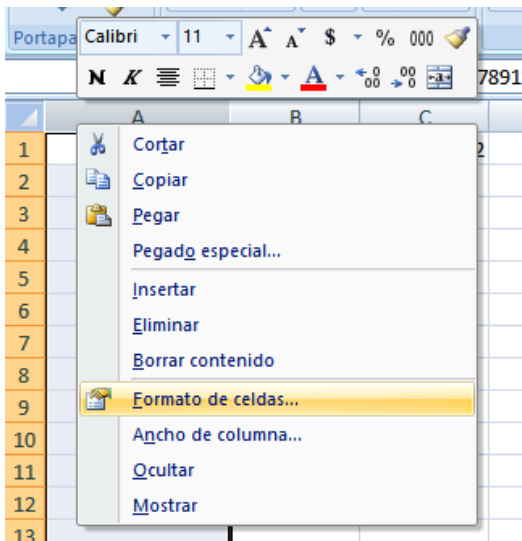 Portapa Calibri 11 A A $ % 000
N K A 7891
A B C
1 2
Cortar
2 Copiar
3 Pegar
4 Pegado especial...
5 Insertar
6 Eliminar
7 Borrar contenido
8
9 Formato de celdas...
10 Ancho de columna...
11 Ocultar
12 Mostrar
13